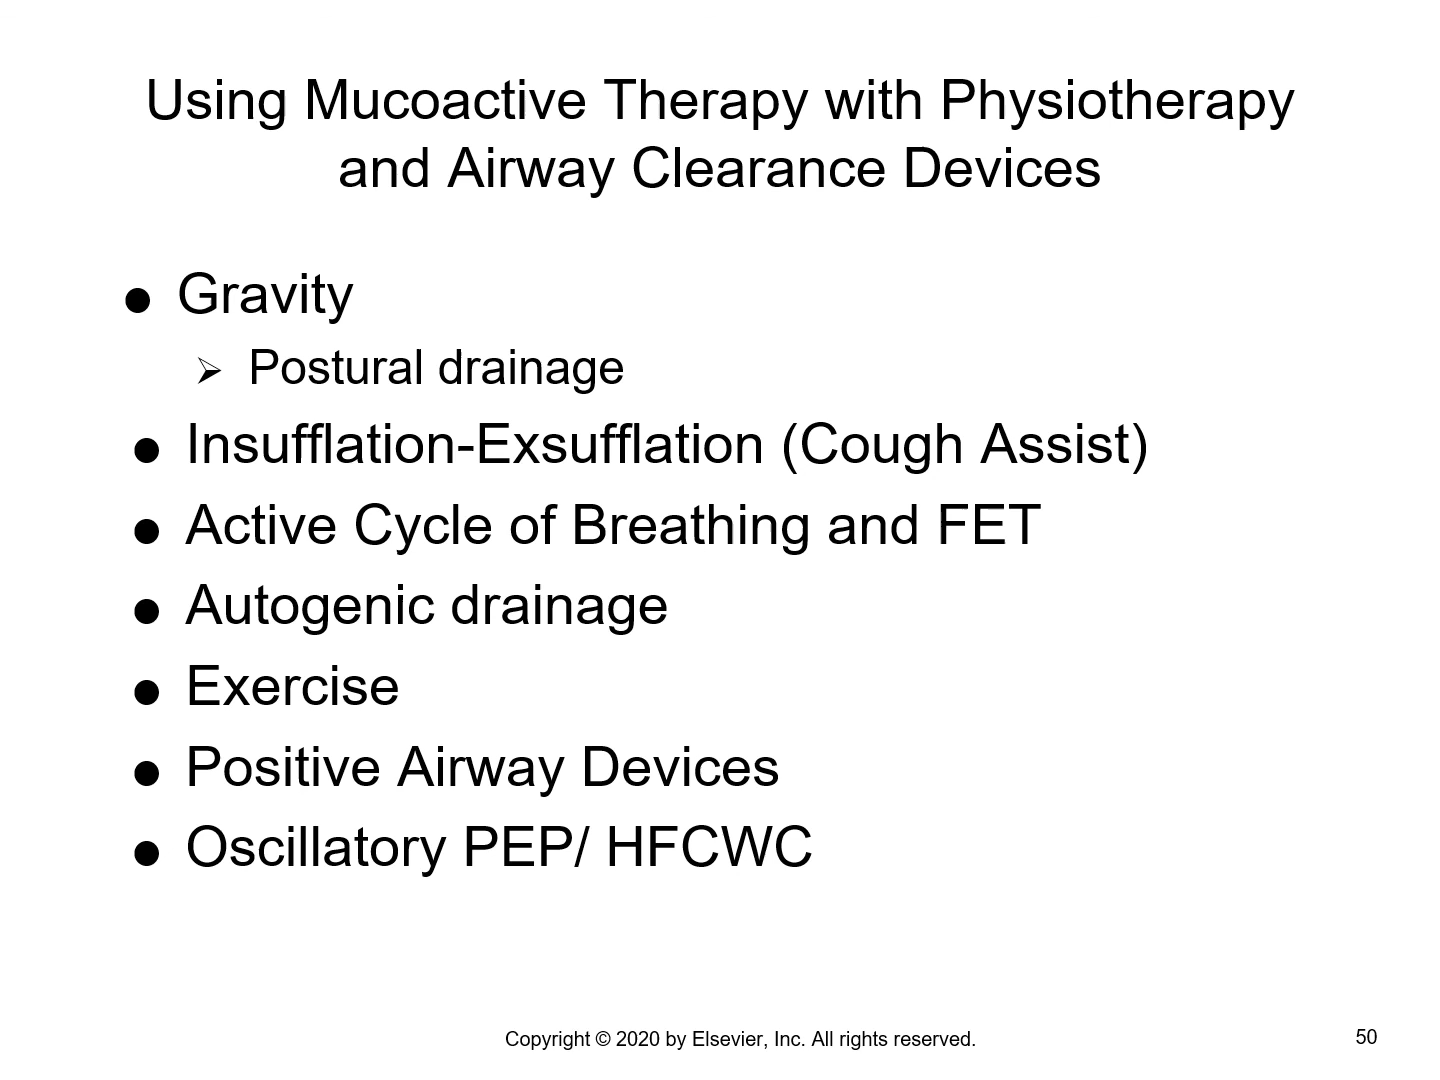 Using Mucoactive Therapy with Physiotherapy
and Airway Clearance Devices
● Gravity
➢ Postural drainage
● Insufflation-Exsufflation (Cough Assist)
● Active Cycle of Breathing and FET
● Autogenic drainage
● Exercise
● Positive Airway Devices
● Oscillatory PEP/ HFCWC
Copyright © 2020 by Elsevier, Inc. All rights reserved.
50